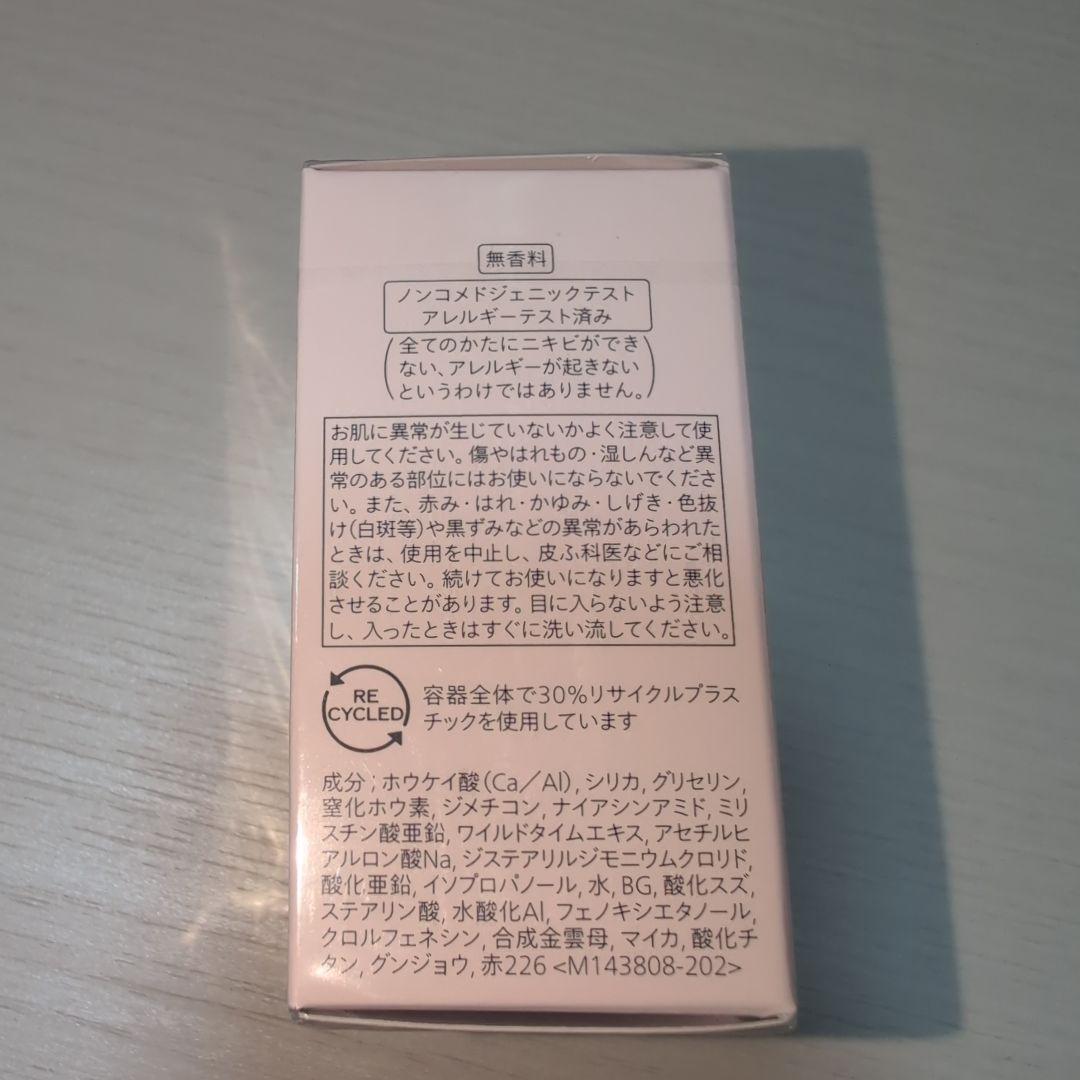 無香料
ノンコメドジェニックテスト
アレルギーテスト済み
(全てのかたにニキビができ
ない、アレルギーが起きない
というわけではありません。)
お肌に異常が生じていないかよく注意して使
用してください。傷やはれもの・湿しんなど異
常のある部位にはお使いにならないでくださ
い。また、赤み・はれ・かゆみ・しげき・色抜
け(白斑等)や黒ずみなどの異常があらわれた
ときは、使用を中止し、皮ふ科医などにご相
談ください。続けてお使いになりますと悪化
させることがあります。目に入らないよう注意
し、入ったときはすぐに洗い流してください。
RE
CYCLED
容器全体で30%リサイクルプラス
チックを使用しています
成分;ホウケイ酸(Ca/Al),シリカ,グリセリン,
窒化ホウ素,ジメチコン,ナイアシンアミド,ミリ
スチン酸亜鉛,ワイルドタイムエキス,アセチルヒ
アルロン酸Na,ジステアリルジモニウムクロリド,
酸化亜鉛,イソプロパノール,水,BG,酸化スズ,
ステアリン酸,水酸化Al,フェノキシエタノール,
クロルフェネシン,合成金雲母,マイカ,酸化チ
タン,グンジョウ,赤226 <M143808-202>